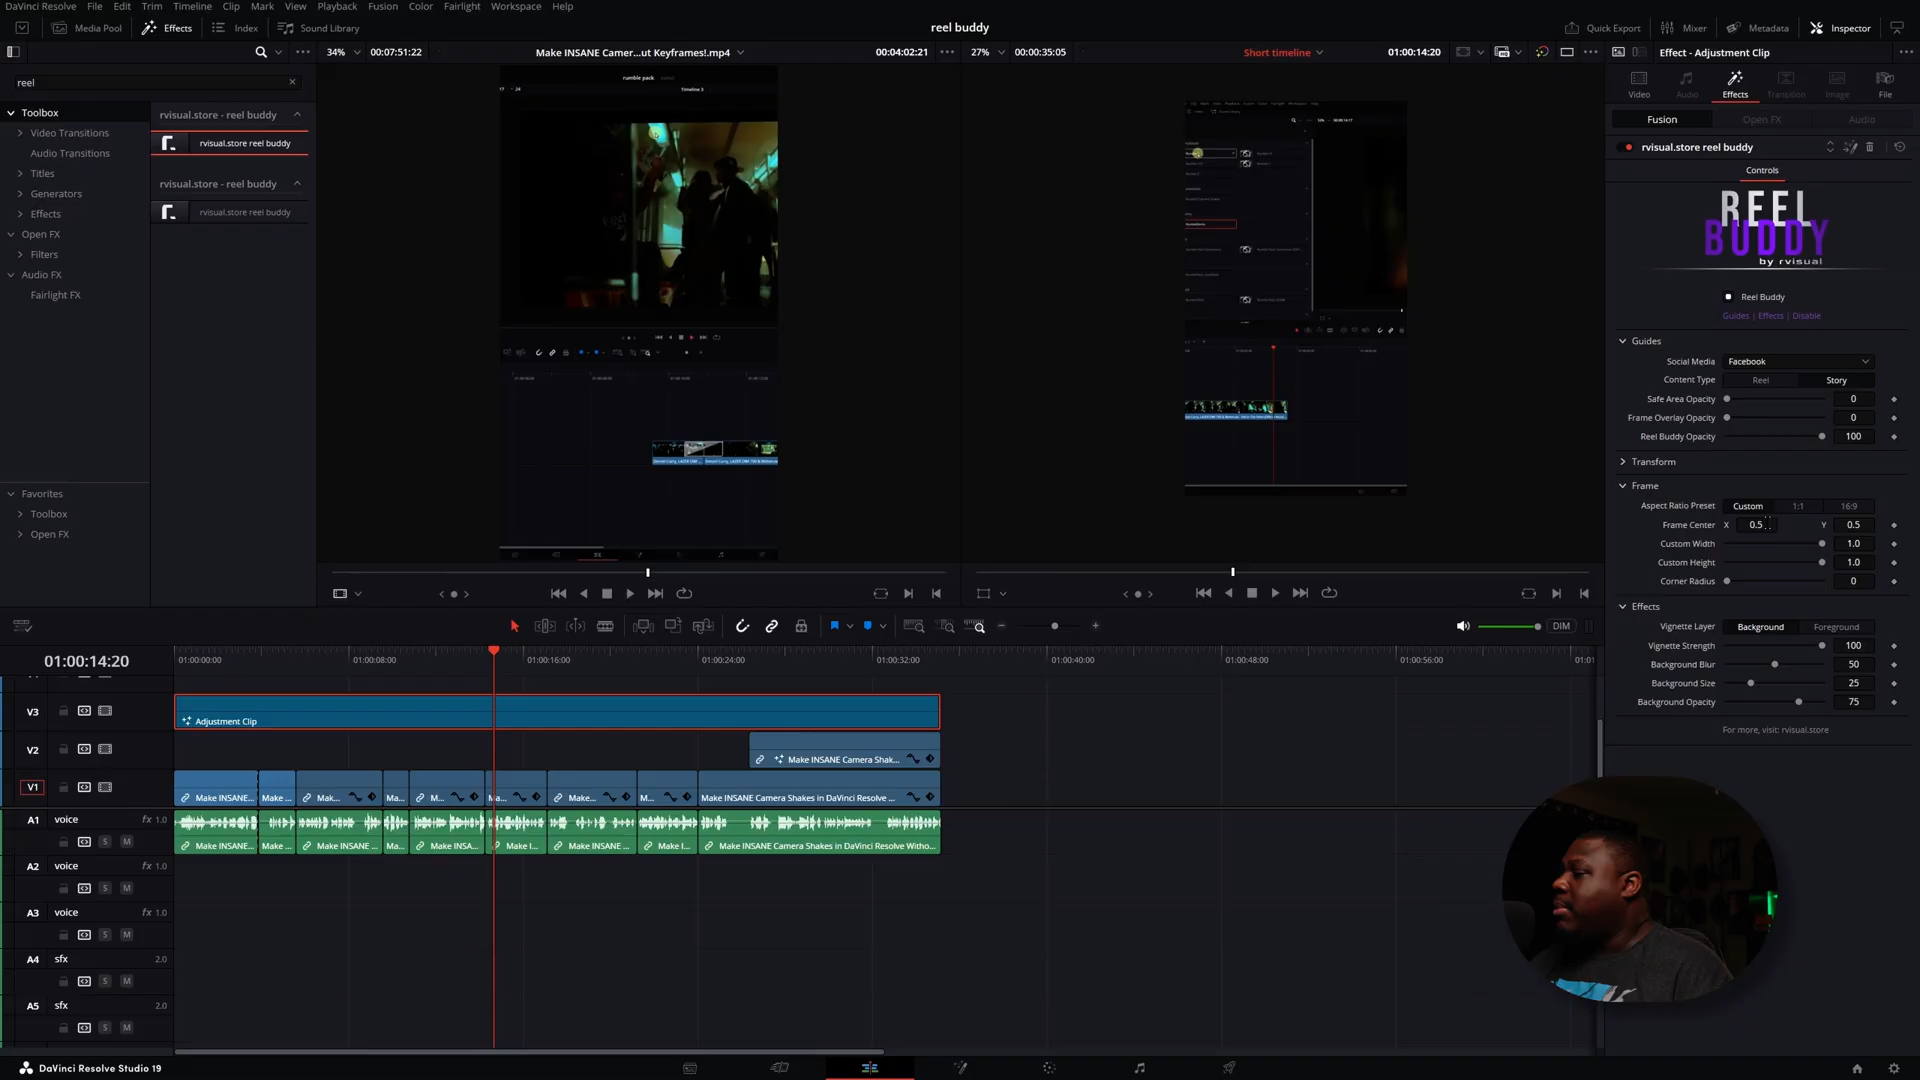 DaVinci Resolve File Edit Trim Timeline Clip Mark View Playback Fusion Color Fairlight Workspace Help
Media Pool Effects Index Sound Library
reel buddy
Quick Export Mixer Metadata Inspector
34% 00:07:51:22 Make INSANE Camer...ut Keyframes!.mp4 00:04:02:21
27% 00:00:35:05 Short timeline 01:00:14:20
Effect - Adjustment Clip
reel
Toolbox
Video Transitions
Audio Transitions
Titles
Generators
Effects
Open FX
Filters
Audio FX
Fairlight FX
Favorites
Toolbox
Open FX
rvisual.store - reel buddy
rvisual.store reel buddy
rvisual.store - reel buddy
rvisual.store reel buddy
rumble pack
Timeline 3
Video Audio Effects Transition Image File
Fusion Open FX Audio
rvisual.store reel buddy
Controls
REEL
BUDDY
by rvisual
Reel Buddy
Guides | Effects | Disable
Guides
Social Media Facebook
Content Type Reel Story
Safe Area Opacity 0
Frame Overlay Opacity 0
Reel Buddy Opacity 100
Transform
Frame
Aspect Ratio Preset Custom 1:1 16:9
Frame Center X 0.5 Y 0.5
Custom Width 1.0
Custom Height 1.0
Corner Radius 0
Effects
Vignette Layer Background Foreground
Vignette Strength 100
Background Blur 50
Background Size 25
Background Opacity 75
For more, visit: rvisual.store
DIM
01:00:14:20
01:00:00:00 01:00:08:00 01:00:16:00 01:00:24:00 01:00:32:00 01:00:40:00 01:00:48:00 01:00:56:00 01:01
V3 Adjustment Clip
V2 Make INSANE Camera Shak...
V1 Make INSANE... Make ... Mak... Ma... M... Ma... Make... M... Make INSANE Camera Shakes in DaVinci Resolve ...
A1 voice fx 1.0
Make INSANE... Make ... Make INSANE ... Ma... Make INSA... Make I... Make INSANE ... Make I... Make INSANE Camera Shakes in DaVinci Resolve Witho...
A2 voice fx 1.0
S M
A3 voice fx 1.0
S M
A4 sfx 2.0
S M
A5 sfx 2.0
S M
DaVinci Resolve Studio 19